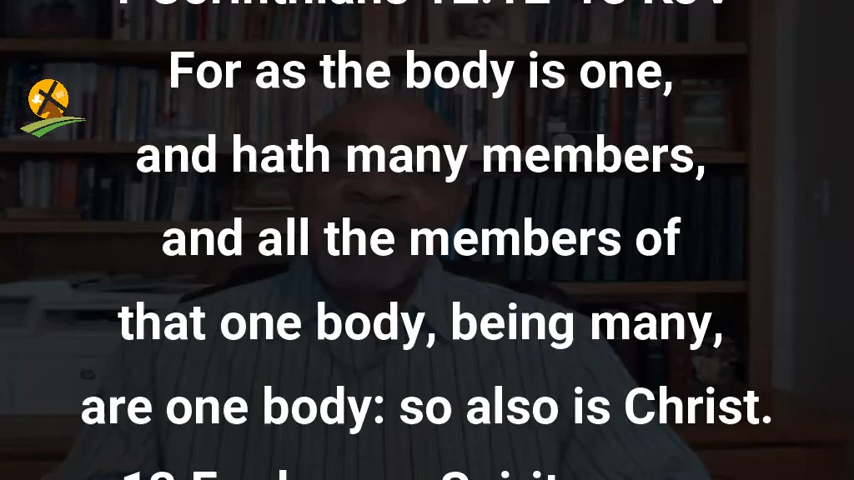 For as the body is one,
and hath many members,
and all the members of
that one body, being many,
are one body: so also is Christ.